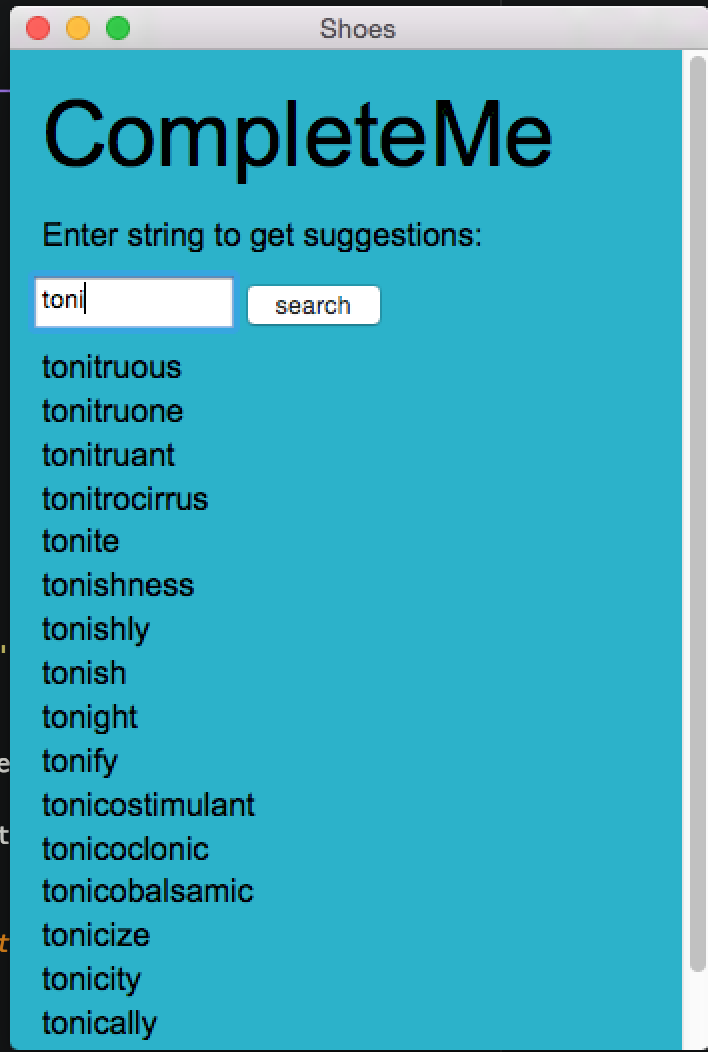 Shoes
CompleteMe
Enter string to get suggestions:
toni
search
tonitruous
tonitruone
tonitruant
tonitrocirrus
tonite
tonishness
tonishly
tonish
tonight
tonify
tonicostimulant
tonicoclonic
tonicobalsamic
tonicize
tonicity
tonically